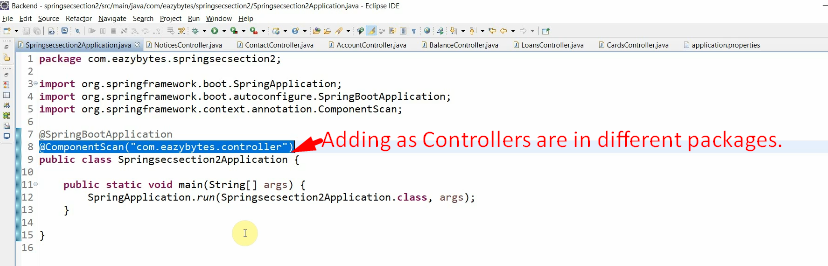 Backend - springsecsection2/src/main/java/com/eazybytes/springsecsection2/Springsecsection2Application.java - Eclipse IDE
File Edit Source Refactor Navigate Search Project Run Window Help
Springsecsection2Application.java NoticesController.java ContactController.java AccountController.java BalanceController.java LoansController.java CardsController.java application.properties
1 package com.eazybytes.springsecsection2;
2
3 import org.springframework.boot.SpringApplication;
4 import org.springframework.boot.autoconfigure.SpringBootApplication;
5 import org.springframework.context.annotation.ComponentScan;
6
7 @SpringBootApplication
8 @ComponentScan("com.eazybytes.controller") Adding as Controllers are in different packages.
9 public class Springsecsection2Application {
10
11 public static void main(String[] args) {
12 SpringApplication.run(Springsecsection2Application.class, args);
13 }
14
15 }
16